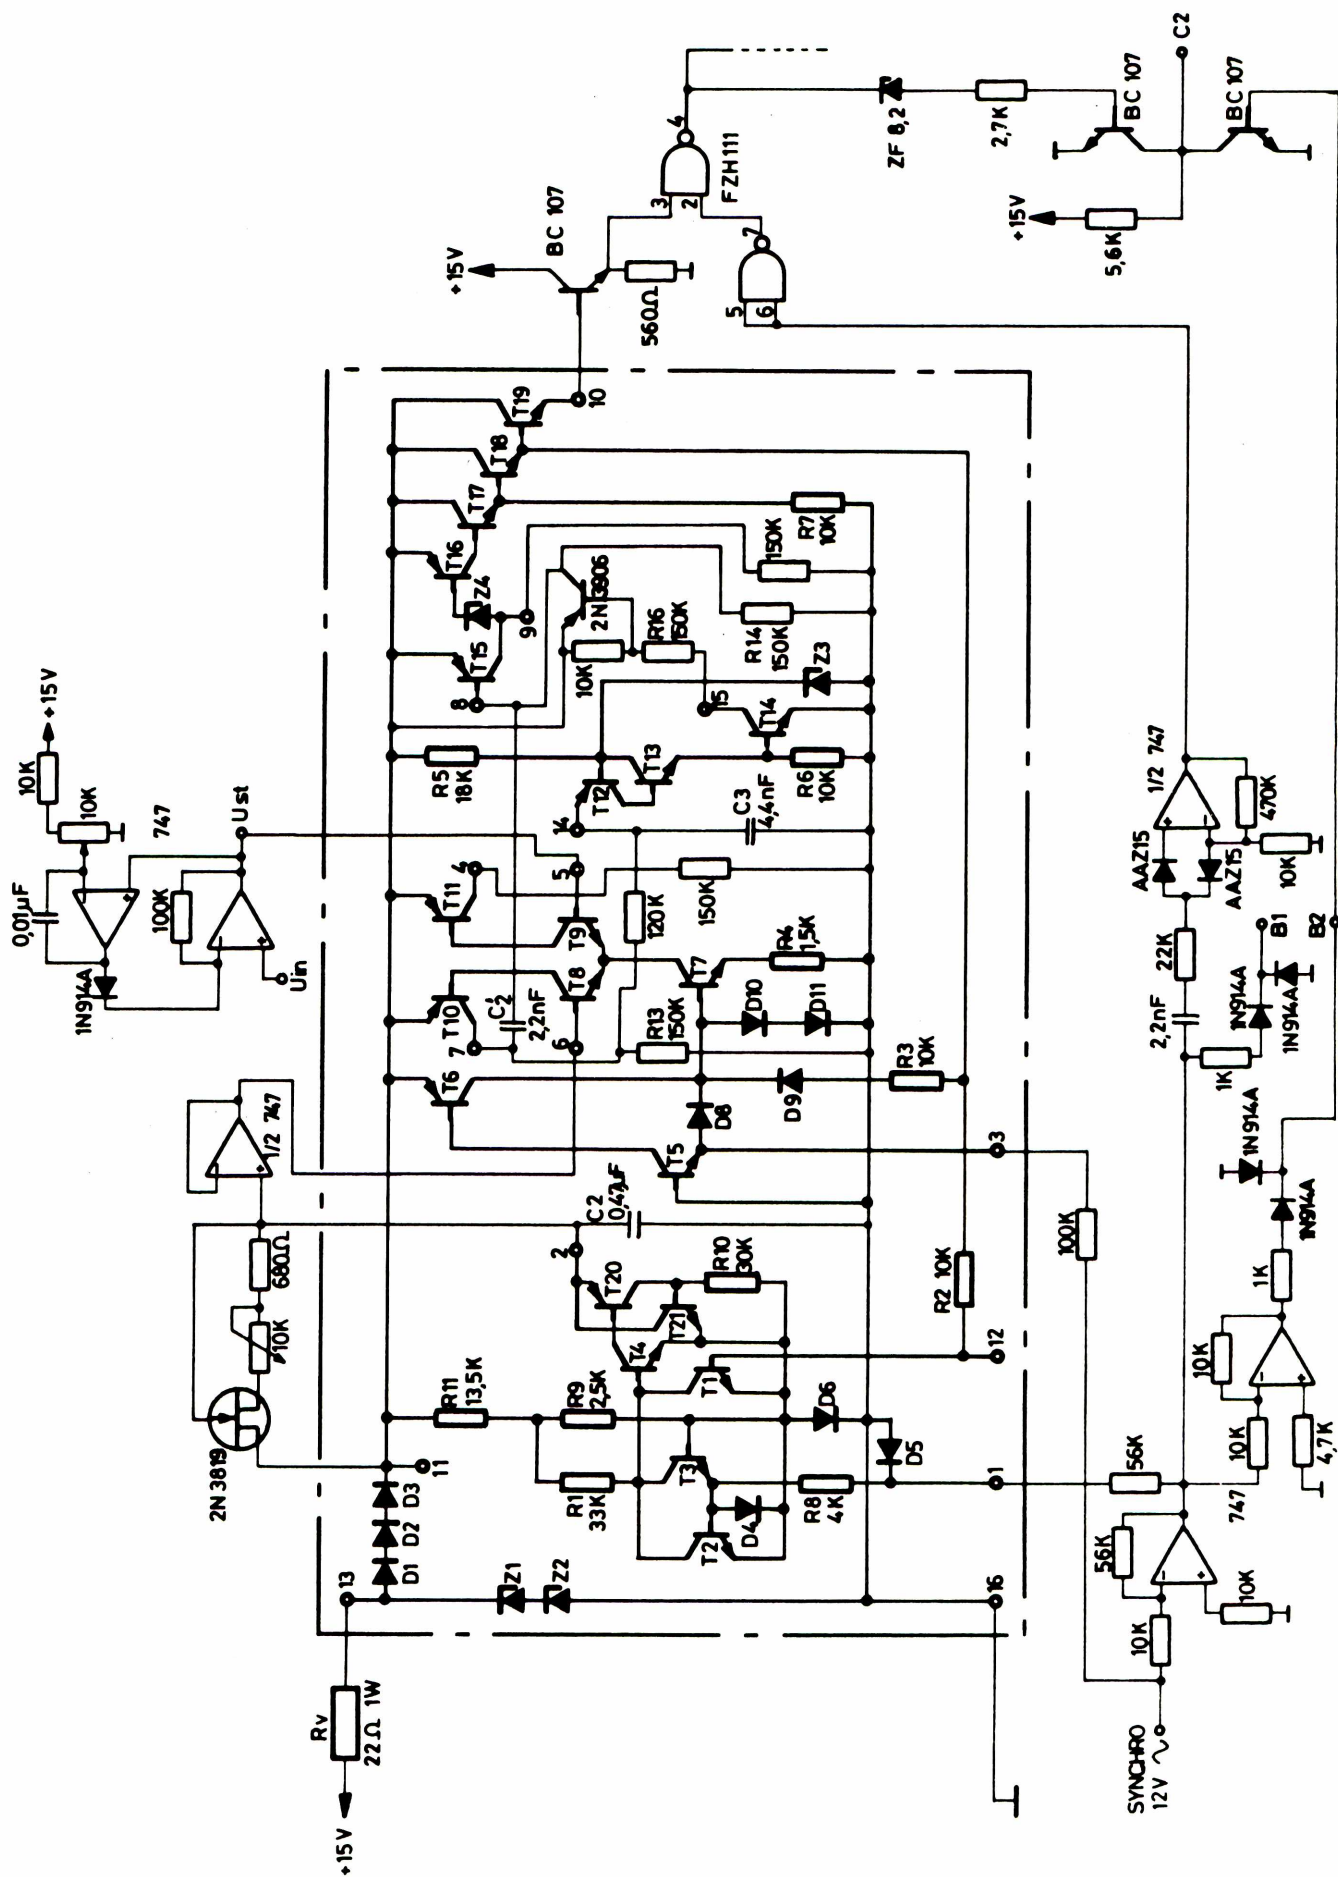 +15V
Rv
22Ω 1W
13
D1
D2
D3
11
2N 3819
10K
680Ω
1/2 747
1N914A
0,01µF
10K
+15V
10K
747
100K
Ust
Uin
Z1
Z2
16
R11
13,5K
R1
33K
R9
2,5K
T3
T2
D4
R8
4K
D6
D5
1
T1
T4
T21
T20
R10
30K
2
C2
0,47µF
12
R2 10K
3
T5
T6
D8
D9
R3
10K
T10
7
C'2
2,2nF
6
R13
150K
T8
T9
T11
4
5
T7
D10
D11
R4
1,5K
120K
150K
14
C3
4,4nF
R5
18K
T12
T13
R6
10K
T14
15
Z3
8
T15
Z4
9
T16
T17
T18
T19
10
10K
2N 3906
R16
150K
R14
150K
150K
R7
10K
+15V
BC 107
560Ω
3
2
4
FZH111
5
6
7
ZF 8,2
2,7K
BC 107
C2
BC 107
+15V
5,6K
SYNCHRO
12V
10K
56K
10K
56K
100K
747
10K
10K
4,7K
1K
1N914A
1N914A
1K
1N914A
1N914A
B1
B2
2,2nF
22K
AAZ15
AAZ15
1/2 747
470K
10K